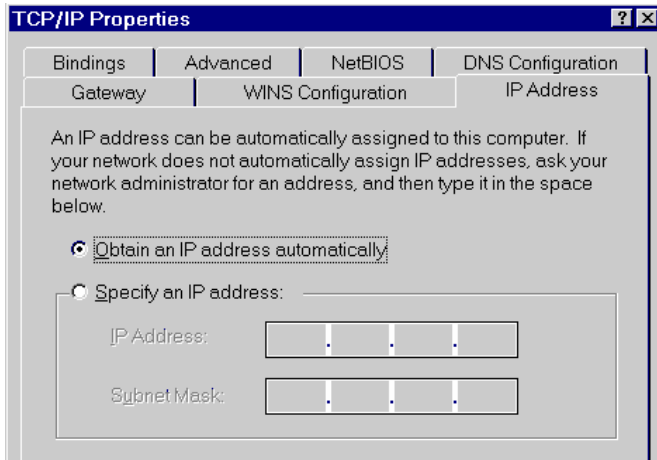 TCP/IP Properties
Bindings Advanced NetBIOS DNS Configuration
Gateway WINS Configuration IP Address
An IP address can be automatically assigned to this computer. If
your network does not automatically assign IP addresses, ask your
network administrator for an address, and then type it in the space
below.
Obtain an IP address automatically
Specify an IP address:
IP Address:
Subnet Mask: